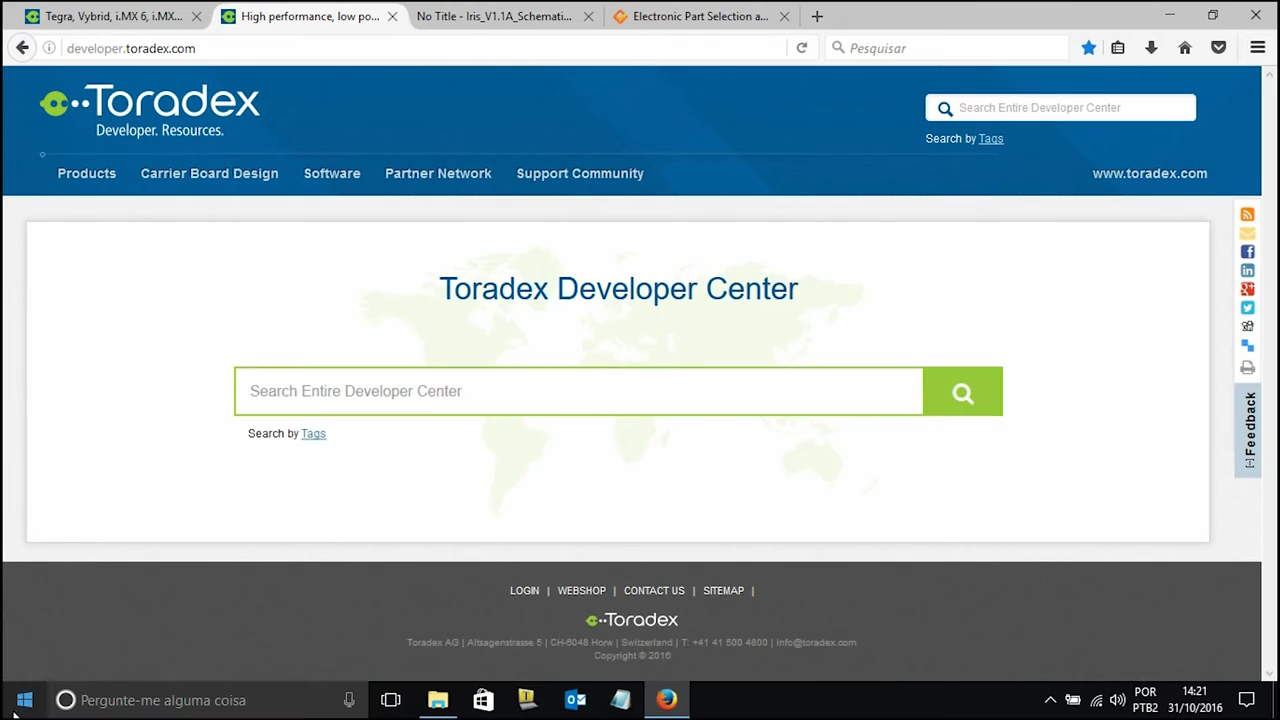 Tegra, Vybrid, i.MX 6, i.MX...
High performance, low po...
No Title - Iris_V1.1A_Schemati...
Electronic Part Selection a...
developer.toradex.com
Pesquisar
Toradex
Developer. Resources.
Search Entire Developer Center
Search by Tags
Products
Carrier Board Design
Software
Partner Network
Support Community
www.toradex.com
Toradex Developer Center
Search Entire Developer Center
Search by Tags
[-] Feedback
LOGIN | WEBSHOP | CONTACT US | SITEMAP |
Toradex
Toradex AG | Altsagenstrasse 5 | CH-6048 Horw | Switzerland | T: +41 41 500 4800 | info@toradex.com
Copyright © 2016
Pergunte-me alguma coisa
POR
PTB2
14:21
31/10/2016